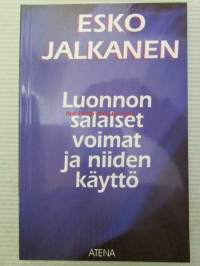 ESKO
JALKANEN
Luonnon
salaiset
voimat
ja niiden
käyttö
ATENA